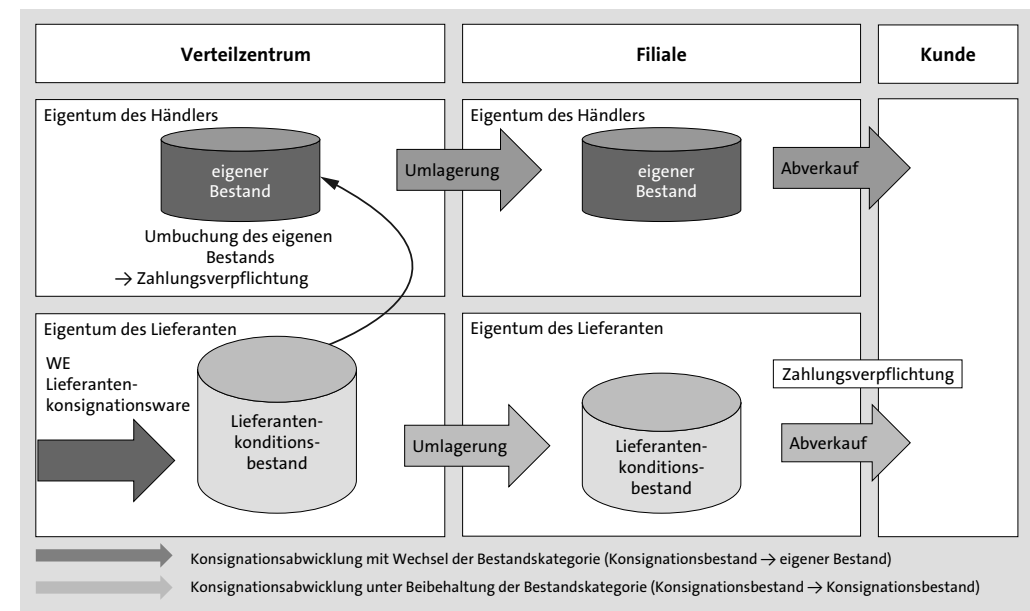 Verteilzentrum
Filiale
Kunde
Eigentum des Händlers
eigener
Bestand
Umbuchung des eigenen
Bestands
→ Zahlungsverpflichtung
Umlagerung
Eigentum des Händlers
eigener
Bestand
Abverkauf
Eigentum des Lieferanten
WE
Lieferanten-
konsignationsware
Lieferanten-
konditions-
bestand
Umlagerung
Eigentum des Lieferanten
Lieferanten-
konditions-
bestand
Zahlungsverpflichtung
Abverkauf
Konsignationsabwicklung mit Wechsel der Bestandskategorie (Konsignationsbestand → eigener Bestand)
Konsignationsabwicklung unter Beibehaltung der Bestandskategorie (Konsignationsbestand → Konsignationsbestand)